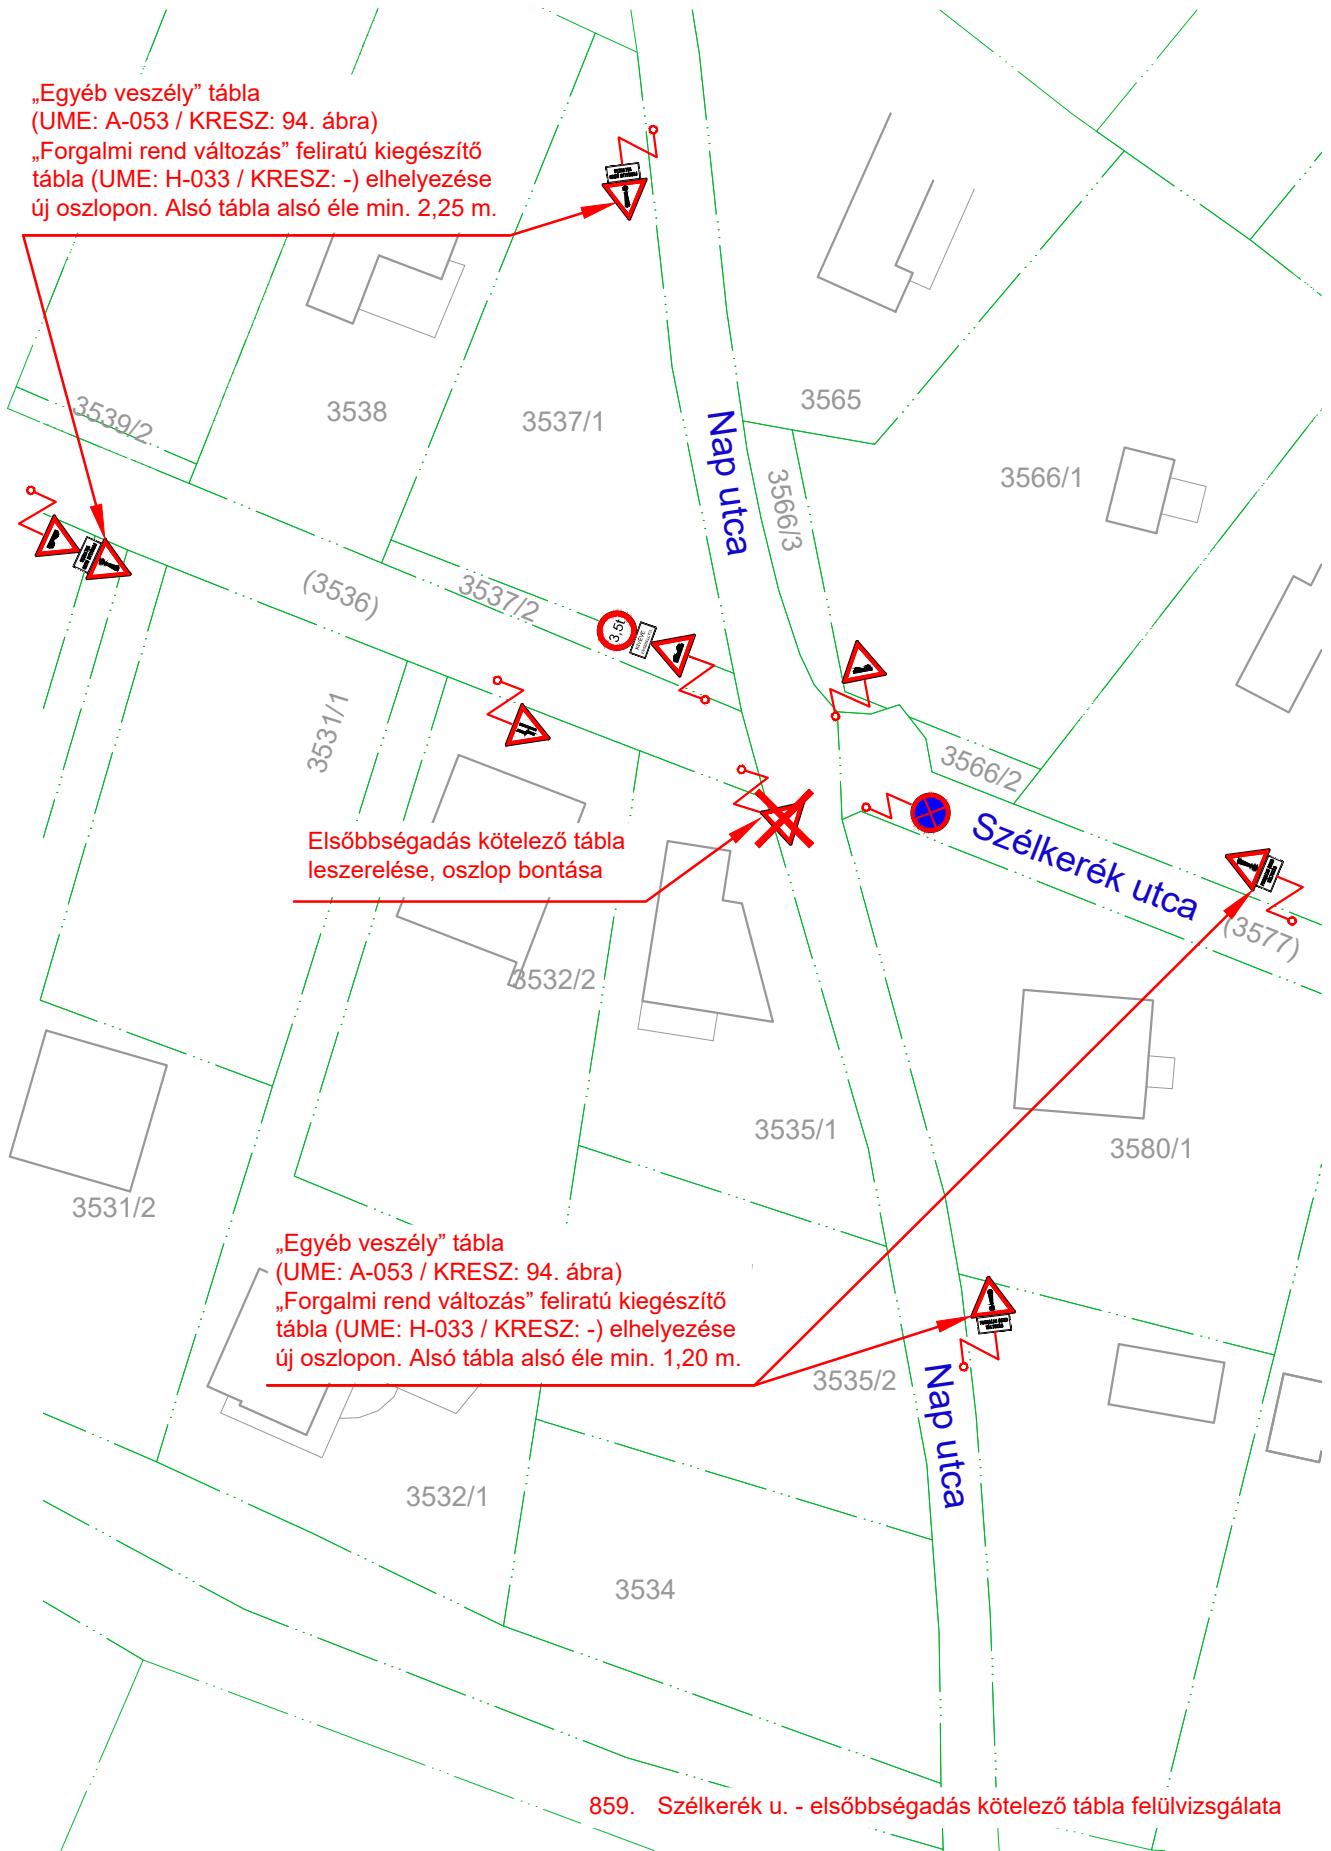 „Egyéb veszély” tábla
(UME: A-053 / KRESZ: 94. ábra)
„Forgalmi rend változás” feliratú kiegészítő
tábla (UME: H-033 / KRESZ: -) elhelyezése
új oszlopon. Alsó tábla alsó éle min. 2,25 m.
3539/2
3538
3537/1
Nap utca
3565
3566/3
3566/1
(3536)
3537/2
3,5t
KIVÉVE
3531/1
3566/2
Szélkerék utca
(3577)
Elsőbbségadás kötelező tábla
leszerelése, oszlop bontása
3532/2
3535/1
3580/1
3531/2
„Egyéb veszély” tábla
(UME: A-053 / KRESZ: 94. ábra)
„Forgalmi rend változás” feliratú kiegészítő
tábla (UME: H-033 / KRESZ: -) elhelyezése
új oszlopon. Alsó tábla alsó éle min. 1,20 m.
3535/2
Nap utca
3532/1
3534
859. Szélkerék u. - elsőbbségadás kötelező tábla felülvizsgálata